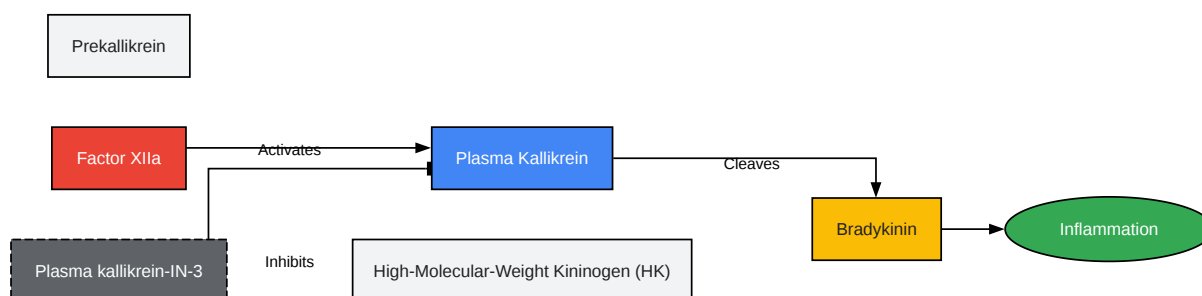 Prekallikrein
Factor XIIa
Activates
Plasma Kallikrein
Cleaves
Bradykinin
Inflammation
Plasma kallikrein-IN-3
Inhibits
High-Molecular-Weight Kininogen (HK)